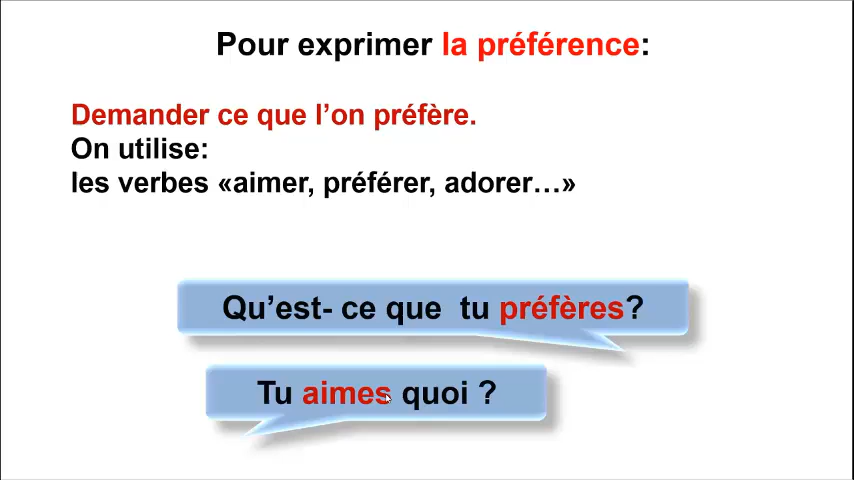 Pour exprimer la préférence:
Demander ce que l’on préfère.
On utilise:
les verbes «aimer, préférer, adorer…»
Qu’est- ce que tu préfères?
Tu aimes quoi ?